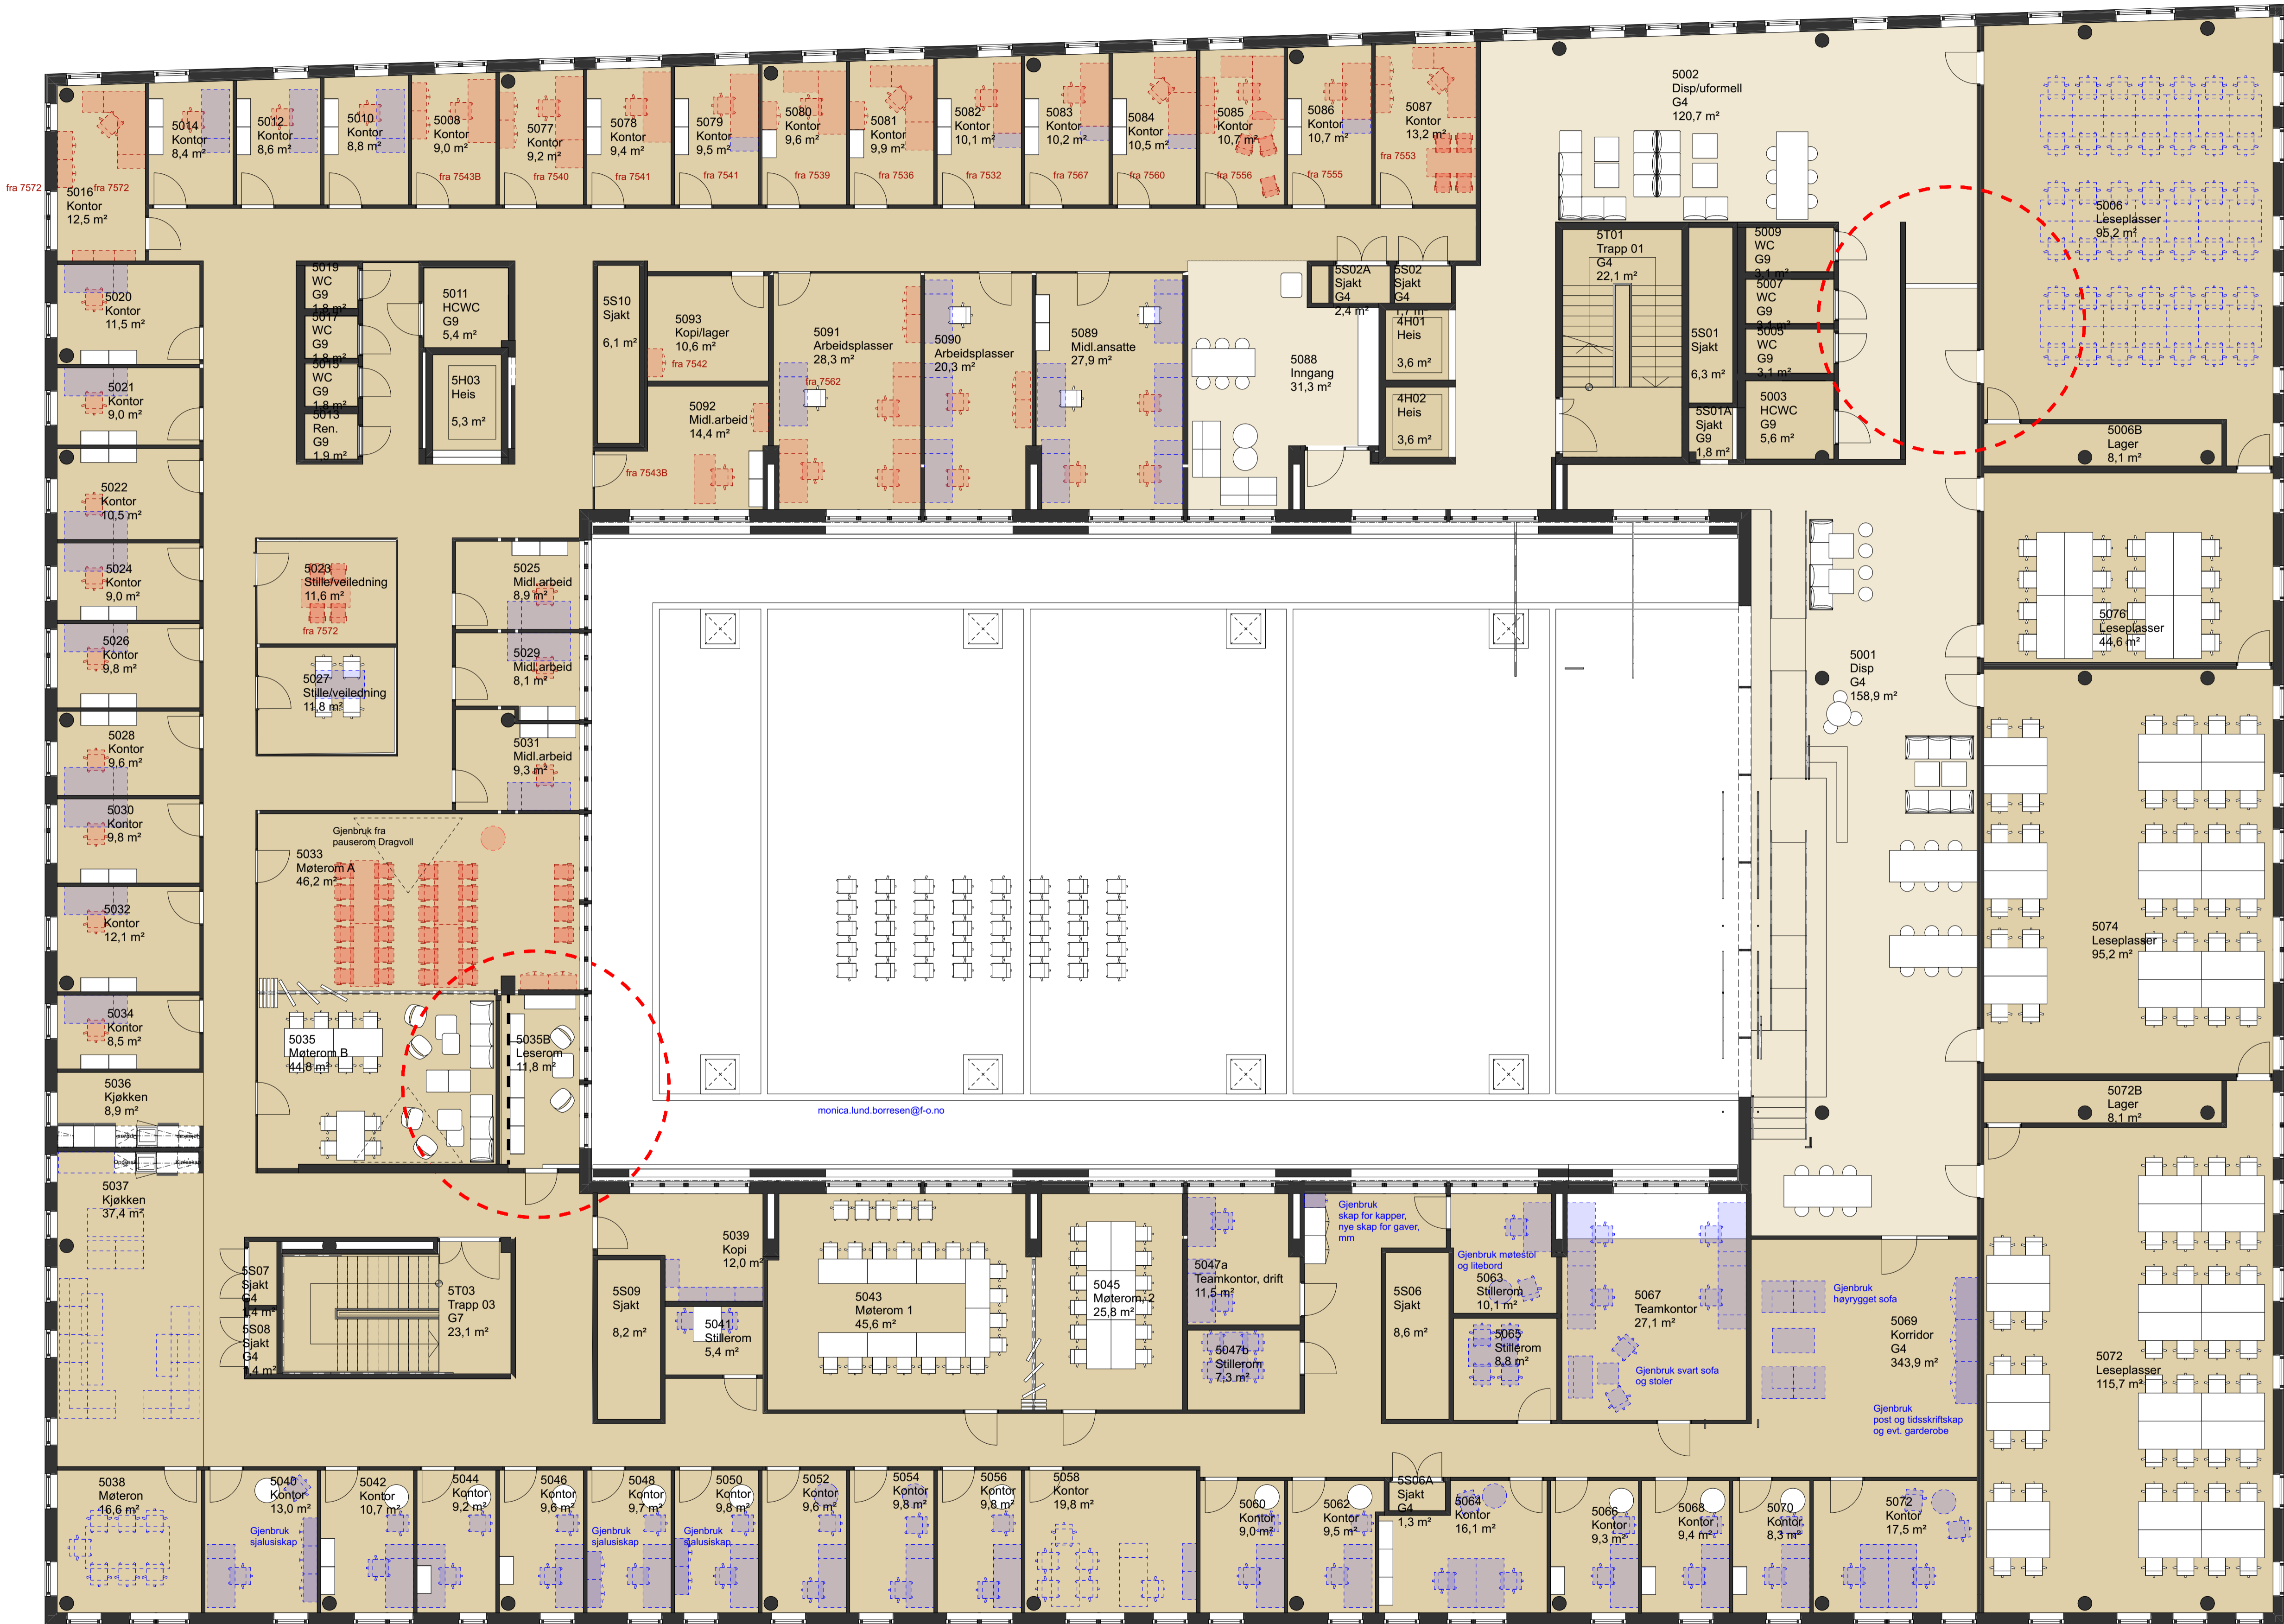 5002
Disp/uformell
G4
120,7 m²
5014
Kontor
8,4 m²
5012
Kontor
8,6 m²
5010
Kontor
8,8 m²
5008
Kontor
9,0 m²
fra 7543B
5077
Kontor
9,2 m²
fra 7540
5078
Kontor
9,4 m²
fra 7541
5079
Kontor
9,5 m²
fra 7541
5080
Kontor
9,6 m²
fra 7539
5081
Kontor
9,9 m²
fra 7536
5082
Kontor
10,1 m²
fra 7532
5083
Kontor
10,2 m²
fra 7567
5084
Kontor
10,5 m²
fra 7560
5085
Kontor
10,7 m²
fra 7556
5086
Kontor
10,7 m²
fra 7555
5087
Kontor
13,2 m²
fra 7553
fra 7572
fra 7572
5016
Kontor
12,5 m²
5006
Leseplasser
95,2 m²
5T01
Trapp 01
G4
22,1 m²
5009
WC
G9
3,1 m²
5007
WC
G9
3,1 m²
5005
WC
G9
3,1 m²
5003
HCWC
G9
5,6 m²
5S01
Sjakt
6,3 m²
5S01A
Sjakt
G9
1,8 m²
5S02A
Sjakt
G4
2,4 m²
5S02
Sjakt
G4
1,7 m²
4H01
Heis
3,6 m²
4H02
Heis
3,6 m²
5019
WC
G9
1,8 m²
5017
WC
G9
1,8 m²
5015
WC
G9
1,8 m²
5013
Ren.
G9
1,9 m²
5011
HCWC
G9
5,4 m²
5H03
Heis
5,3 m²
5S10
Sjakt
6,1 m²
5093
Kopi/lager
10,6 m²
fra 7542
5092
Midl.arbeid
14,4 m²
fra 7543B
5091
Arbeidsplasser
28,3 m²
fra 7562
5090
Arbeidsplasser
20,3 m²
5089
Midl.ansatte
27,9 m²
5088
Inngang
31,3 m²
5006B
Lager
8,1 m²
5020
Kontor
11,5 m²
5021
Kontor
9,0 m²
5022
Kontor
10,5 m²
5024
Kontor
9,0 m²
5026
Kontor
9,8 m²
5028
Kontor
9,6 m²
5030
Kontor
9,8 m²
5032
Kontor
12,1 m²
5034
Kontor
8,5 m²
5036
Kjøkken
8,9 m²
5037
Kjøkken
37,4 m²
5023
Stille/veiledning
11,6 m²
fra 7572
5027
Stille/veiledning
11,8 m²
5025
Midl.arbeid
8,9 m²
5029
Midl.arbeid
8,1 m²
5031
Midl.arbeid
9,3 m²
Gjenbruk fra
pauserom Dragvoll
5033
Møterom A
46,2 m²
5035
Møterom B
44,8 m²
5035B
Leserom
11,8 m²
monica.lund.borresen@f-o.no
5001
Disp
G4
158,9 m²
5076
Leseplasser
44,6 m²
5074
Leseplasser
95,2 m²
5072B
Lager
8,1 m²
5072
Leseplasser
115,7 m²
5S07
Sjakt
G4
1,4 m²
5S08
Sjakt
G4
1,4 m²
5T03
Trapp 03
G7
23,1 m²
5S09
Sjakt
8,2 m²
5039
Kopi
12,0 m²
5041
Stillerom
5,4 m²
5043
Møterom 1
45,6 m²
5045
Møterom, 2
25,8 m²
5047a
Teamkontor, drift
11,5 m²
5047b
Stillerom
7,3 m²
Gjenbruk
skap for kapper,
nye skap for gaver,
mm
5S06
Sjakt
8,6 m²
Gjenbruk møtestol
og litebord
5063
Stillerom
10,1 m²
5065
Stillerom
8,8 m²
5067
Teamkontor
27,1 m²
Gjenbruk svart sofa
og stoler
Gjenbruk
høyrygget sofa
5069
Korridor
G4
343,9 m²
Gjenbruk
post og tidsskriftskap
og evt. garderobe
5038
Møteron
16,6 m²
5040
Kontor
13,0 m²
Gjenbruk
sjalusiskap
5042
Kontor
10,7 m²
5044
Kontor
9,2 m²
5046
Kontor
9,6 m²
5048
Kontor
9,7 m²
Gjenbruk
sjalusiskap
5050
Kontor
9,8 m²
Gjenbruk
sjalusiskap
5052
Kontor
9,6 m²
5054
Kontor
9,8 m²
5056
Kontor
9,8 m²
5058
Kontor
19,8 m²
5060
Kontor
9,0 m²
5062
Kontor
9,5 m²
5S06A
Sjakt
G4
1,3 m²
5064
Kontor
16,1 m²
5066
Kontor
9,3 m²
5068
Kontor
9,4 m²
5070
Kontor
8,3 m²
5072
Kontor
17,5 m²